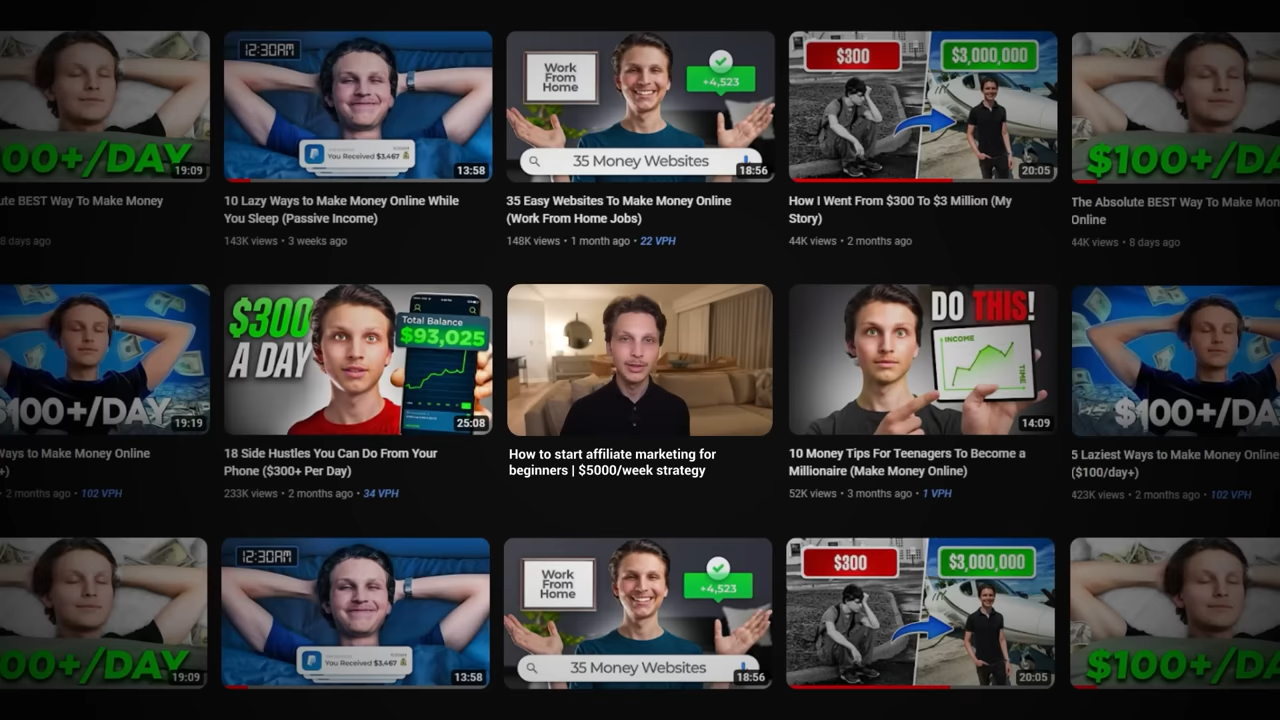 00+/DAY
19:09
12:30AM
You Received $3,467
13:58
Work
From
Home
+4,523
35 Money Websites
18:56
$300
$3,000,000
20:05
$100+/DA
ute BEST Way To Make Money
8 days ago
10 Lazy Ways to Make Money Online While
You Sleep (Passive Income)
143K views • 3 weeks ago
35 Easy Websites To Make Money Online
(Work From Home Jobs)
148K views • 1 month ago • 22 VPH
How I Went From $300 To $3 Million (My
Story)
44K views • 2 months ago
The Absolute BEST Way To Make Mon
Online
44K views • 8 days ago
$100+/DAY
19:19
$300
A DAY
Total Balance
$93,025
25:08
DO THIS!
INCOME
TIME
14:09
$100+/DA
Ways to Make Money Online
+)
• 2 months ago • 102 VPH
18 Side Hustles You Can Do From Your
Phone ($300+ Per Day)
233K views • 2 months ago • 34 VPH
How to start affiliate marketing for
beginners | $5000/week strategy
10 Money Tips For Teenagers To Become a
Millionaire (Make Money Online)
52K views • 3 months ago • 1 VPH
5 Laziest Ways to Make Money Online
($100/day+)
423K views • 2 months ago • 102 VPH
00+/DAY
19:09
12:30AM
You Received $3,467
13:58
Work
From
Home
+4,523
35 Money Websites
18:56
$300
$3,000,000
20:05
$100+/DA